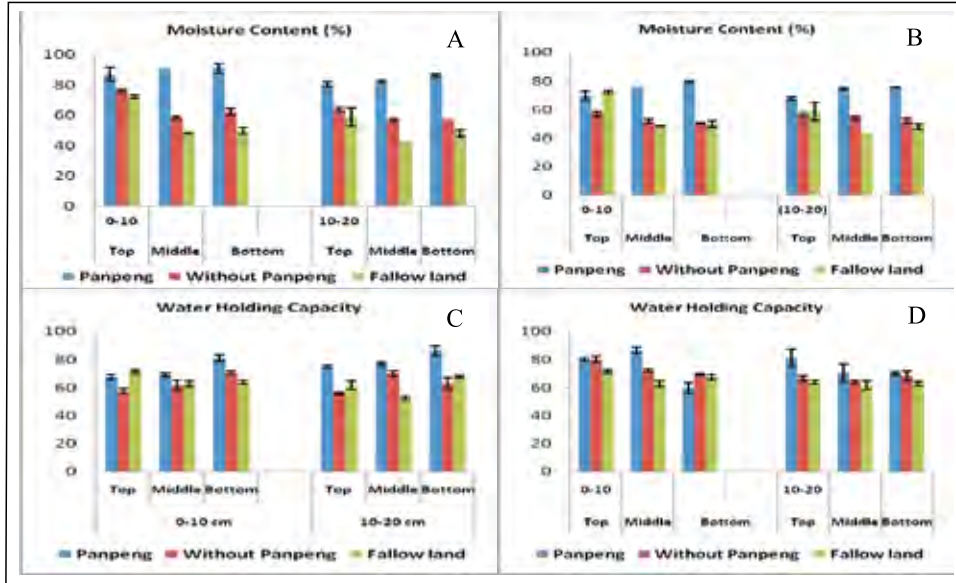 Moisture Content (%)
A
100
80
60
40
20
0
0-10
10-20
Top
Middle
Bottom
Top
Middle
Bottom
Panpeng
Without Panpeng
Fallow land
Moisture Content (%)
B
100
80
60
40
20
0
0-10
(10-20)
Top
Middle
Bottom
Top
Middle
Bottom
Panpeng
Without Panpeng
Fallow land
Water Holding Capacity
C
100
80
60
40
20
0
Top
Middle
Bottom
Top
Middle
Bottom
0-10 cm
10-20 cm
Panpeng
Without Panpeng
Fallow land
Water Holding Capacity
D
100
80
60
40
20
0
0-10
10-20
Top
Middle
Bottom
Top
Middle
Bottom
Panpeng
Without Panpeng
Fallow land